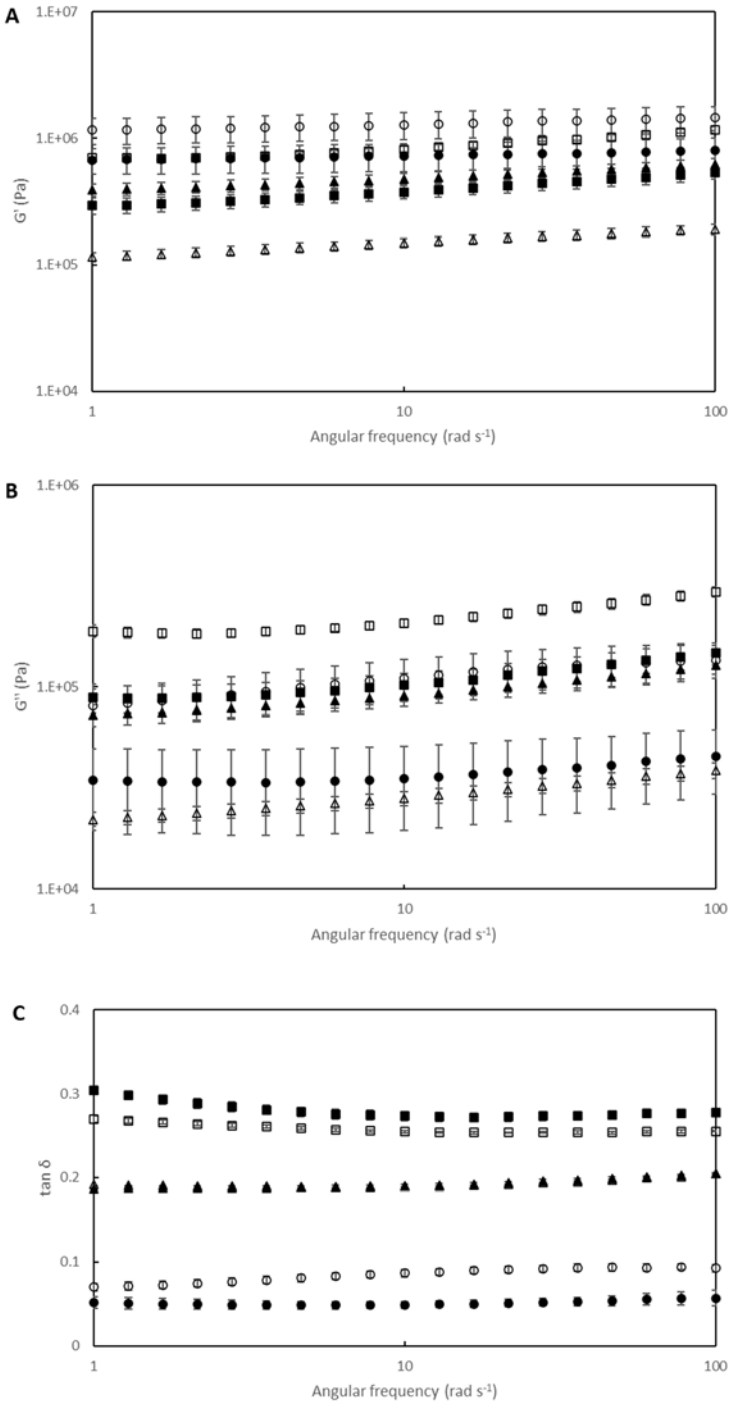 A
1.E+07
1.E+06
1.E+05
1.E+04
G' (Pa)
1
10
100
Angular frequency (rad s⁻¹)
B
1.E+06
1.E+05
1.E+04
G'' (Pa)
1
10
100
Angular frequency (rad s⁻¹)
C
0.4
0.3
0.2
0.1
0
tan δ
1
10
100
Angular frequency (rad s⁻¹)